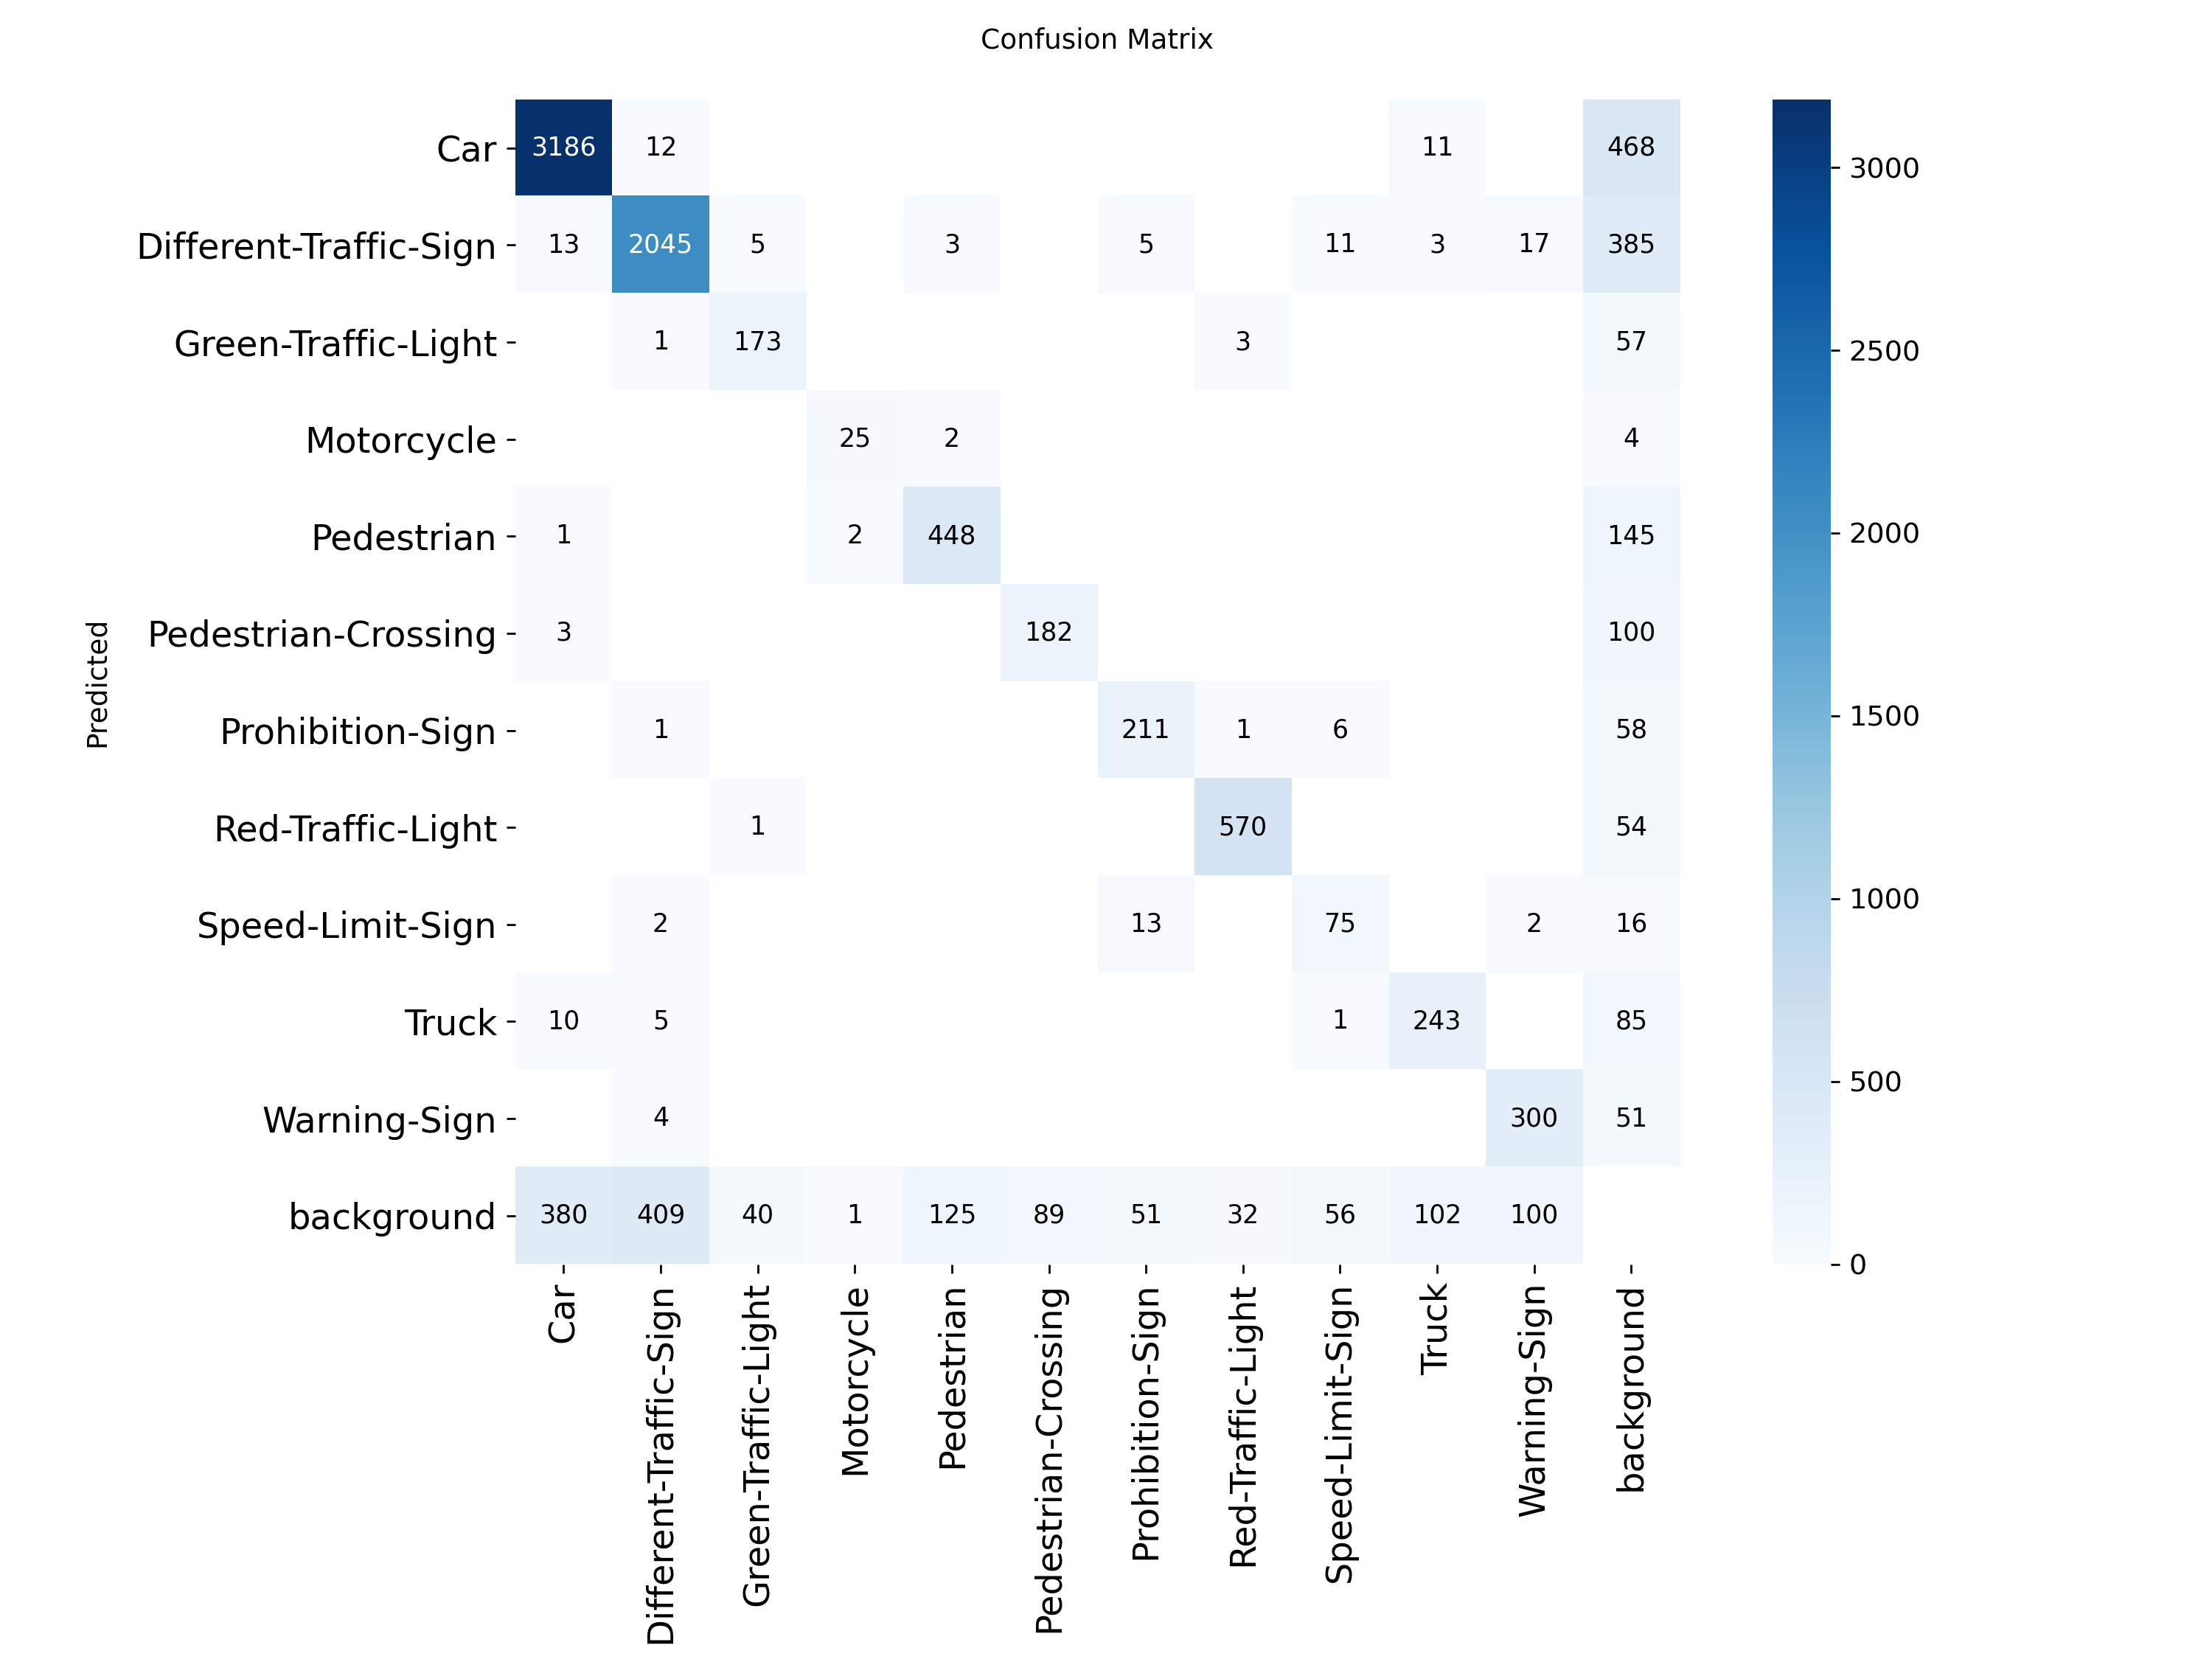 Confusion Matrix
Car 3186 12 11 468
Different-Traffic-Sign 13 2045 5 3 5 11 3 17 385
Green-Traffic-Light 1 173 3 57
Motorcycle 25 2 4
Pedestrian 1 2 448 145
Pedestrian-Crossing 3 182 100
Prohibition-Sign 1 211 1 6 58
Red-Traffic-Light 1 570 54
Speed-Limit-Sign 2 13 75 2 16
Truck 10 5 1 243 85
Warning-Sign 4 300 51
background 380 409 40 1 125 89 51 32 56 102 100
Predicted
Car
Different-Traffic-Sign
Green-Traffic-Light
Motorcycle
Pedestrian
Pedestrian-Crossing
Prohibition-Sign
Red-Traffic-Light
Speed-Limit-Sign
Truck
Warning-Sign
background
3000
2500
2000
1500
1000
500
0